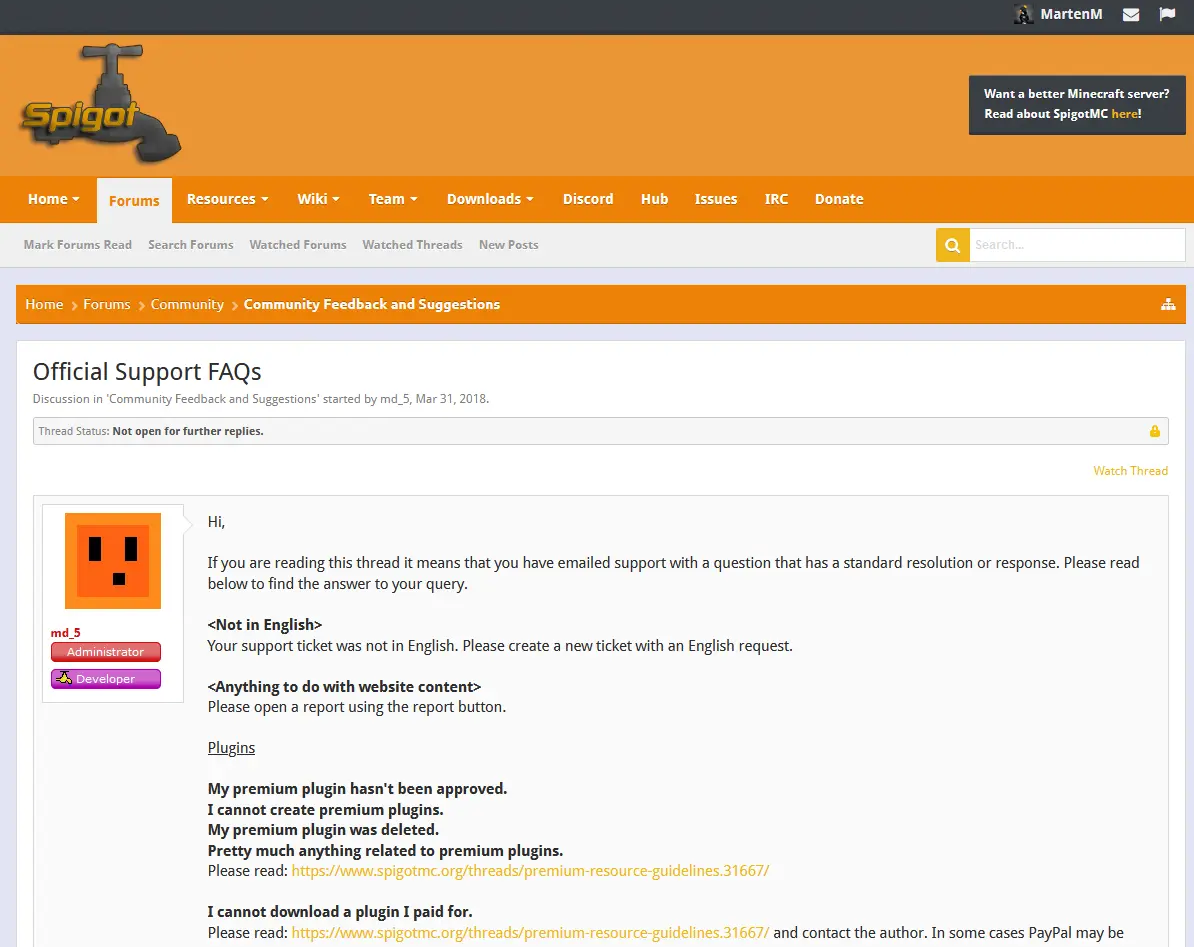 MartenM
Spigot
Want a better Minecraft server?
Read about SpigotMC here!
Home Forums Resources Wiki Team Downloads Discord Hub Issues IRC Donate
Mark Forums Read Search Forums Watched Forums Watched Threads New Posts
Search...
Home Forums Community Community Feedback and Suggestions
Official Support FAQs
Discussion in 'Community Feedback and Suggestions' started by md_5, Mar 31, 2018.
Thread Status: Not open for further replies.
Watch Thread
md_5
Administrator
Developer
Hi,
If you are reading this thread it means that you have emailed support with a question that has a standard resolution or response. Please read
below to find the answer to your query.
<Not in English>
Your support ticket was not in English. Please create a new ticket with an English request.
<Anything to do with website content>
Please open a report using the report button.
Plugins
My premium plugin hasn't been approved.
I cannot create premium plugins.
My premium plugin was deleted.
Pretty much anything related to premium plugins.
Please read: https://www.spigotmc.org/threads/premium-resource-guidelines.31667/
I cannot download a plugin I paid for.
Please read: https://www.spigotmc.org/threads/premium-resource-guidelines.31667/ and contact the author. In some cases PayPal may be